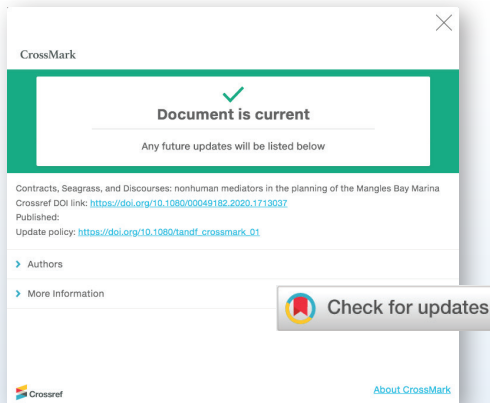 CrossMark
Document is current
Any future updates will be listed below
Contracts, Seagrass, and Discourses: nonhuman mediators in the planning of the Mangles Bay Marina
Crossref DOI link: https://doi.org/10.1080/00049182.2020.1713037
Published:
Update policy: https://doi.org/10.1080/tandf_crossmark_01
Authors
More Information
Check for updates
Crossref
About CrossMark